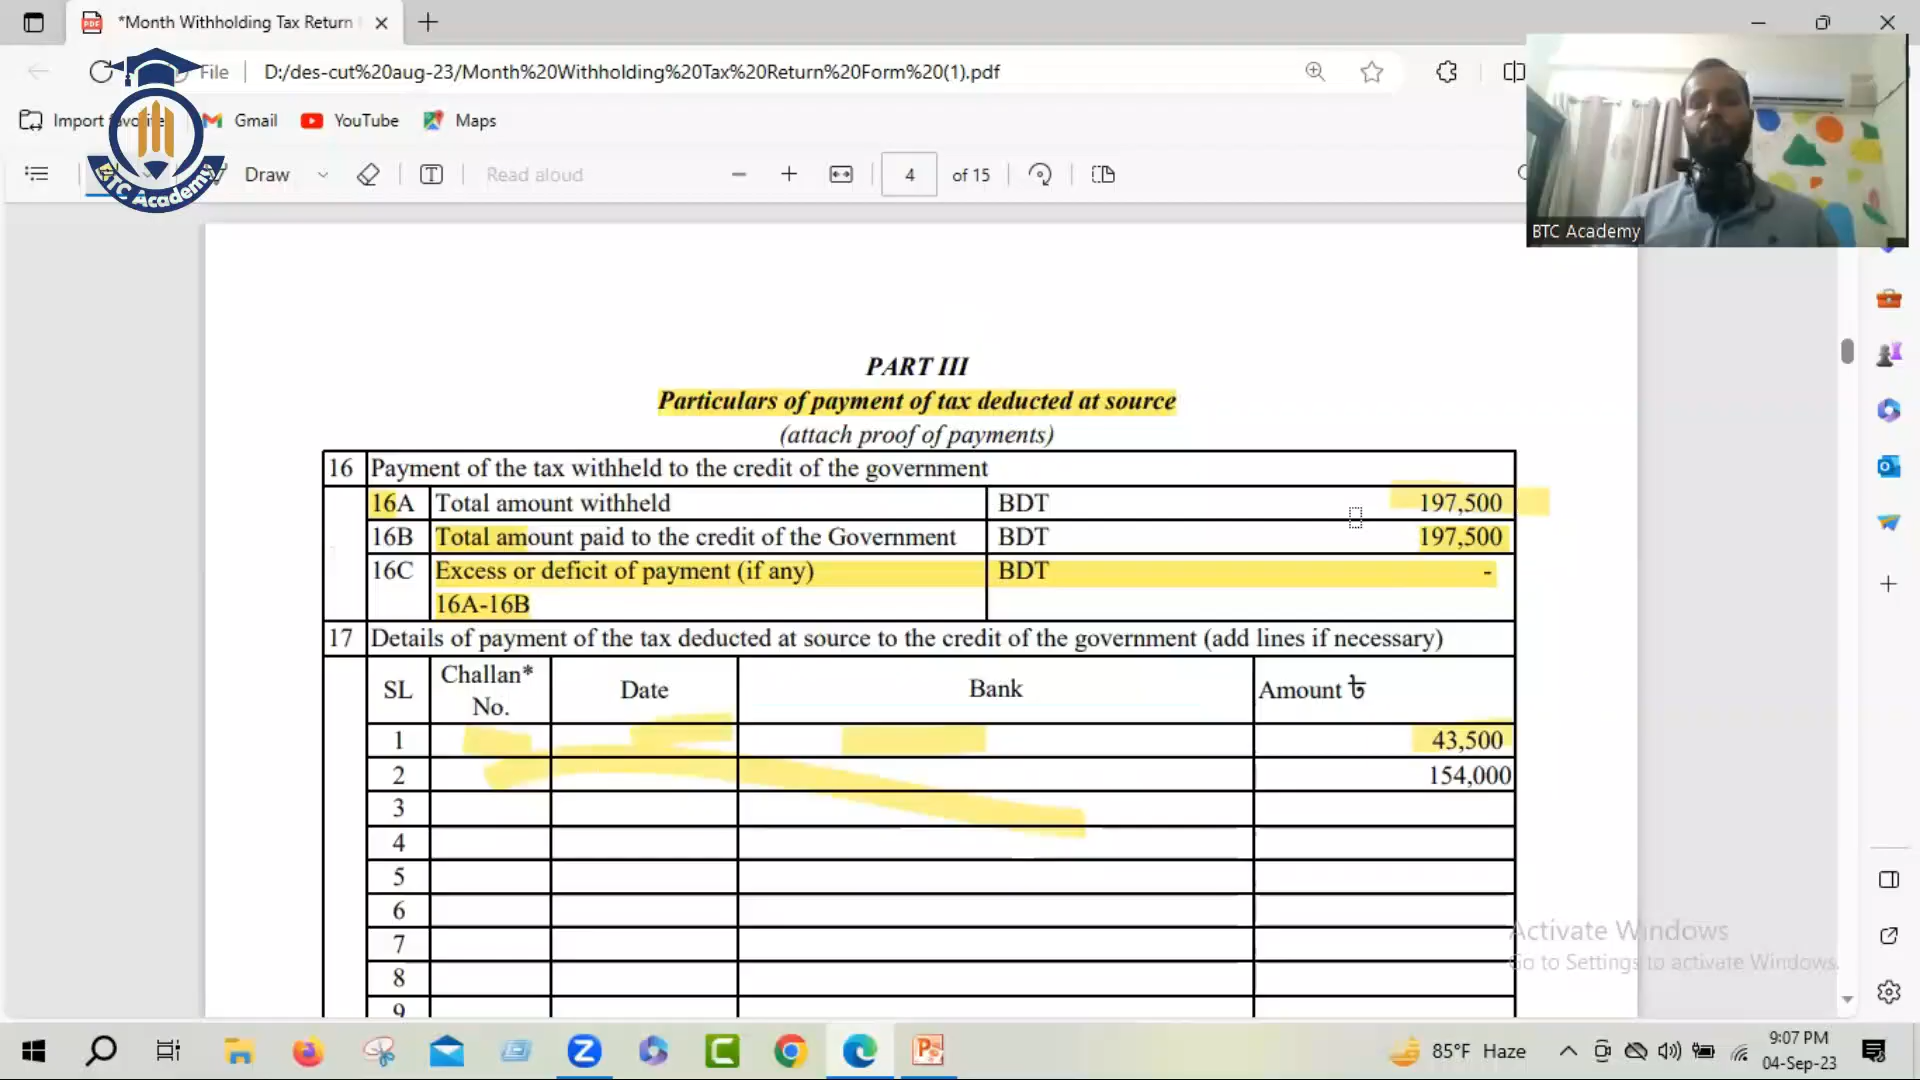 *Month Withholding Tax Return
File
D:/des-cut%20aug-23/Month%20Withholding%20Tax%20Return%20Form%20(1).pdf
Import favorites
Gmail
YouTube
Maps
BTC Academy
Draw
Read aloud
4
of 15
BTC Academy
PART III
Particulars of payment of tax deducted at source
(attach proof of payments)
16 Payment of the tax withheld to the credit of the government
16A Total amount withheld BDT 197,500
16B Total amount paid to the credit of the Government BDT 197,500
16C Excess or deficit of payment (if any) BDT -
16A-16B
17 Details of payment of the tax deducted at source to the credit of the government (add lines if necessary)
SL Challan* No. Date Bank Amount ৳
1 43,500
2 154,000
3
4
5
6
7
8
9
Activate Windows
Go to Settings to activate Windows.
85°F Haze
9:07 PM
04-Sep-23